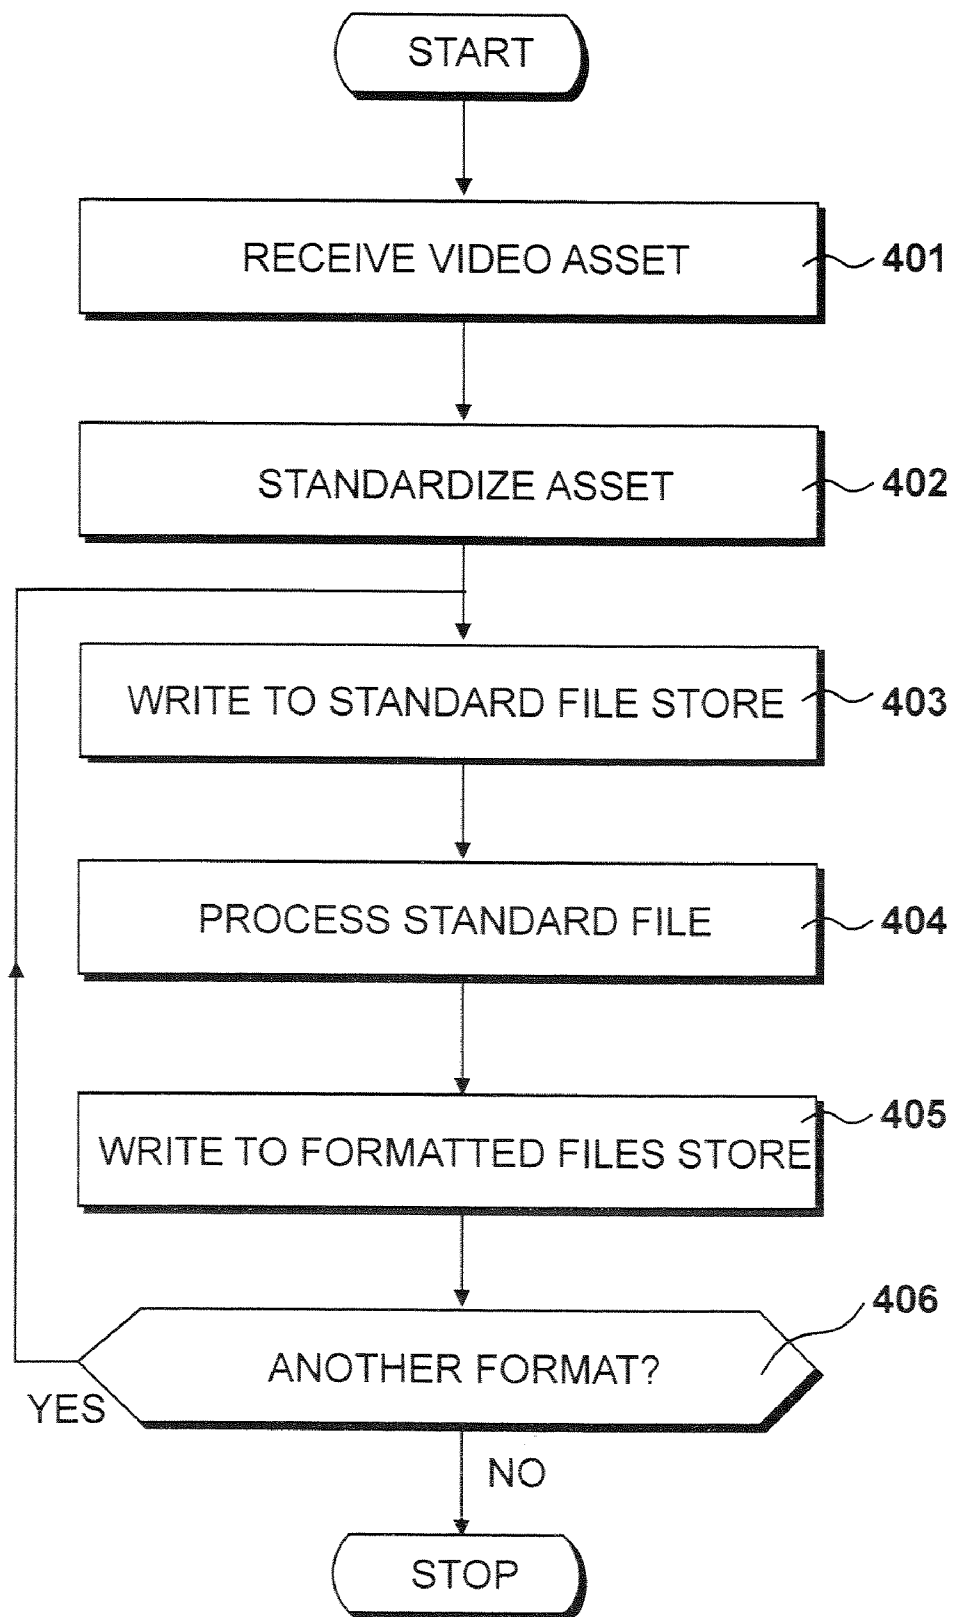 START
RECEIVE VIDEO ASSET
401
STANDARDIZE ASSET
402
WRITE TO STANDARD FILE STORE
403
PROCESS STANDARD FILE
404
WRITE TO FORMATTED FILES STORE
405
ANOTHER FORMAT?
406
YES
NO
STOP